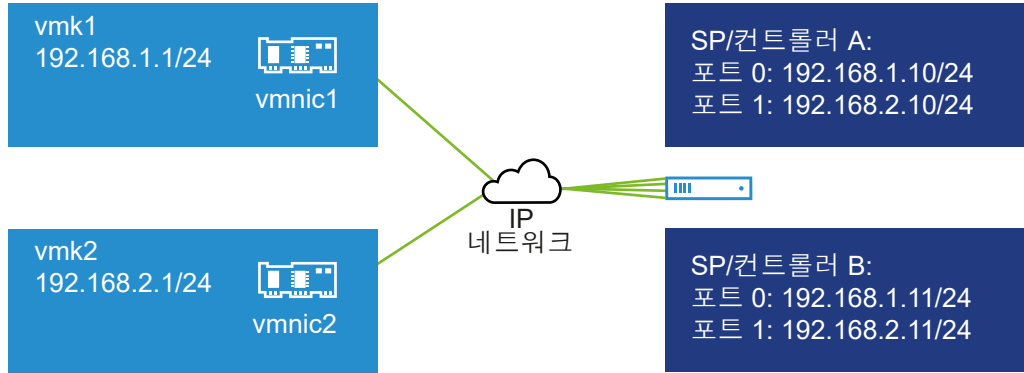 vmk1
192.168.1.1/24
vmnic1
SP/컨트롤러 A:
포트 0: 192.168.1.10/24
포트 1: 192.168.2.10/24
IP
네트워크
vmk2
192.168.2.1/24
vmnic2
SP/컨트롤러 B:
포트 0: 192.168.1.11/24
포트 1: 192.168.2.11/24